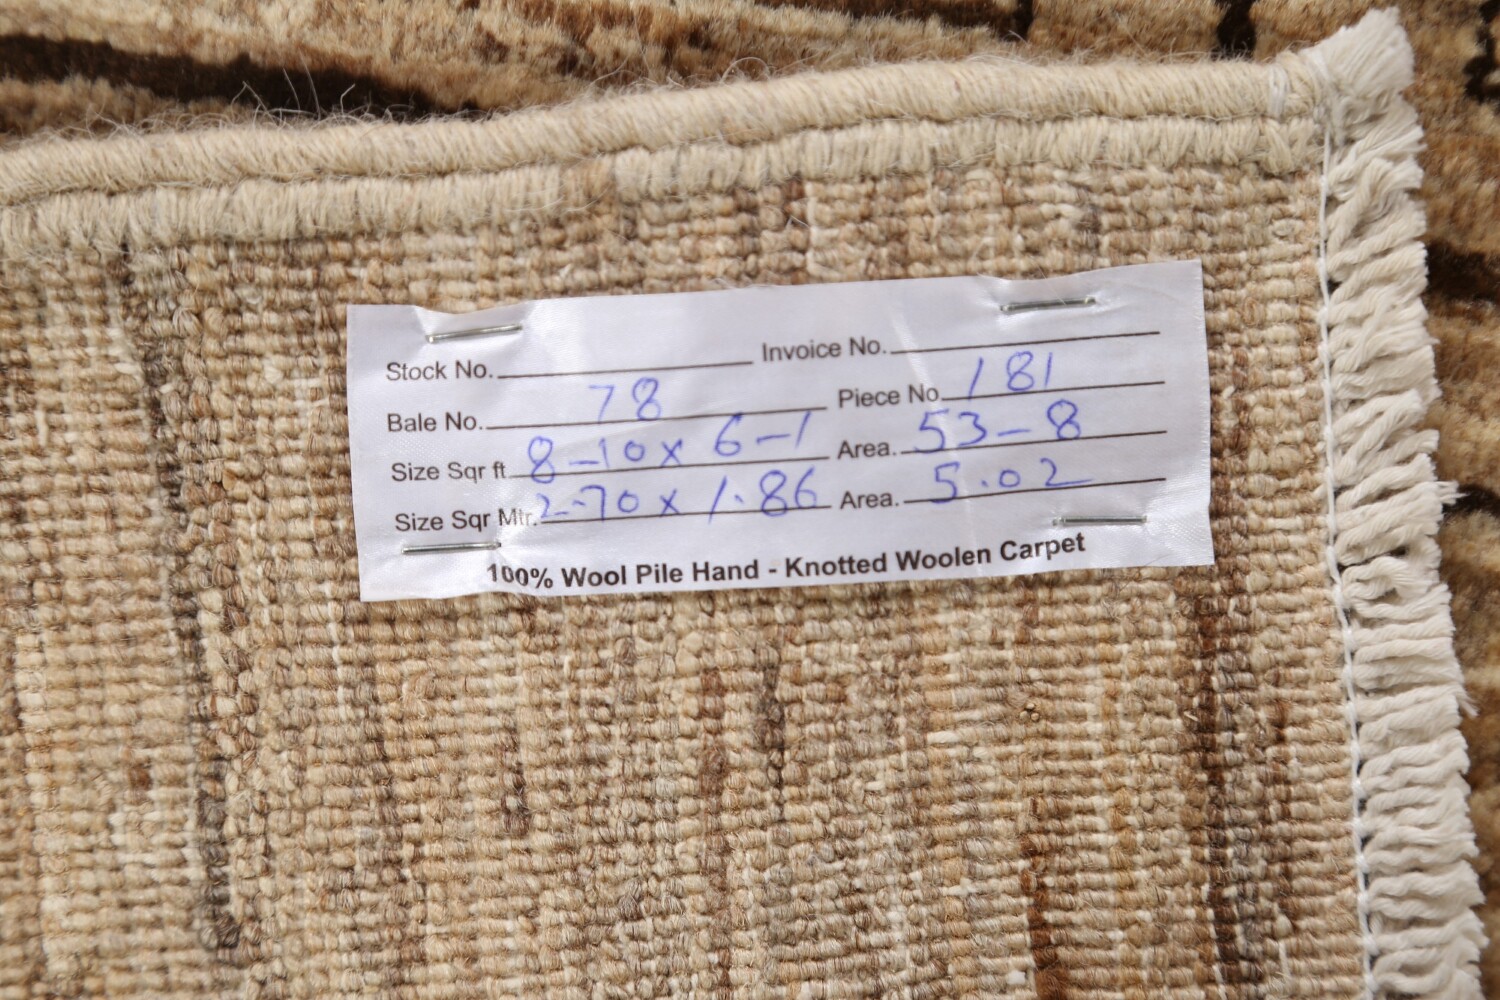 Stock No. Invoice No.
Bale No. 78 Piece No. 181
Size Sqr ft 8-10 x 6-1 Area. 53-8
Size Sqr Mtr. 2-70 x 1.86 Area. 5.02
100% Wool Pile Hand - Knotted Woolen Carpet